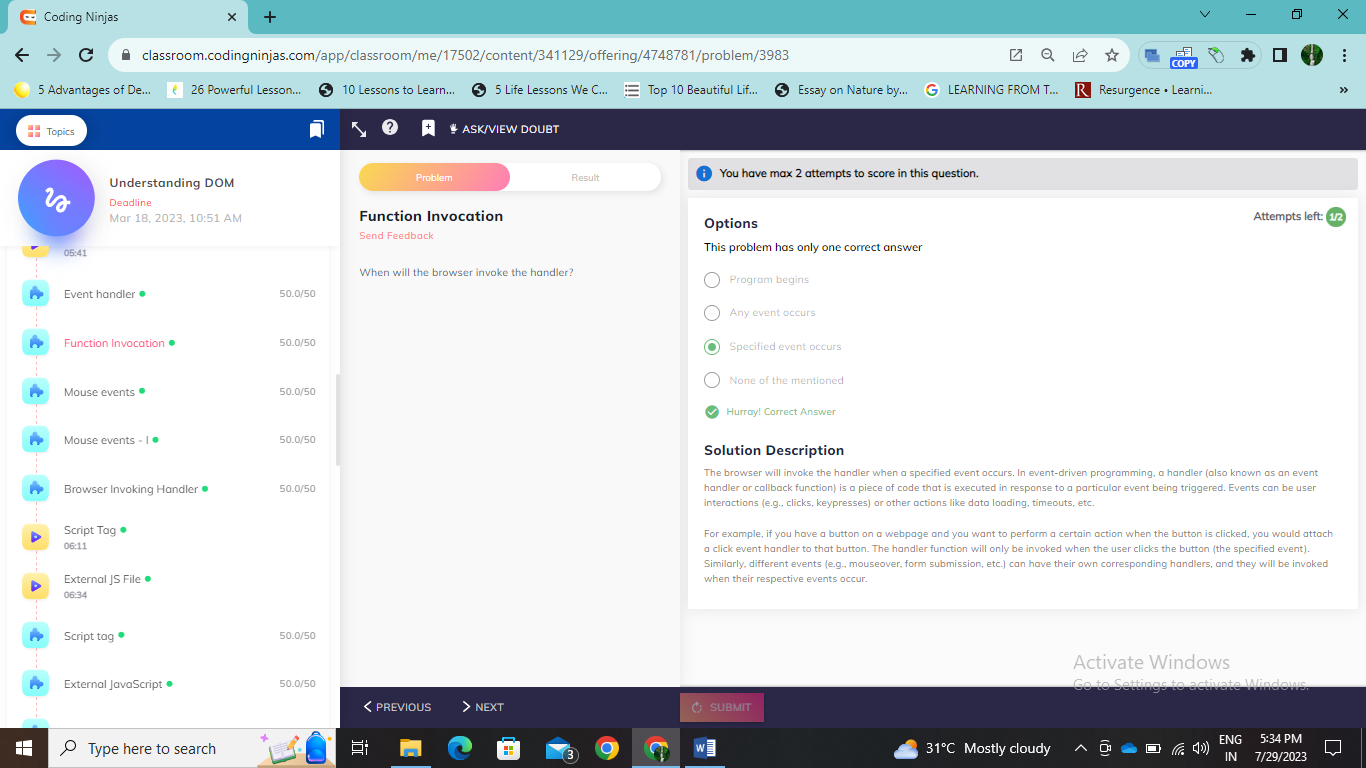 Coding Ninjas
classroom.codingninjas.com/app/classroom/me/17502/content/341129/offering/4748781/problem/3983
COPY
5 Advantages of De...
26 Powerful Lesson...
10 Lessons to Learn...
5 Life Lessons We C...
Top 10 Beautiful Lif...
Essay on Nature by...
LEARNING FROM T...
Resurgence • Learni...
Topics
ASK/VIEW DOUBT
Understanding DOM
Deadline
Mar 18, 2023, 10:51 AM
05:41
Event handler 50.0/50
Function Invocation 50.0/50
Mouse events 50.0/50
Mouse events - I 50.0/50
Browser Invoking Handler 50.0/50
Script Tag
06:11
External JS File
06:34
Script tag 50.0/50
External JavaScript 50.0/50
Problem
Result
Function Invocation
Send Feedback
When will the browser invoke the handler?
You have max 2 attempts to score in this question.
Options
Attempts left: 1/2
This problem has only one correct answer
Program begins
Any event occurs
Specified event occurs
None of the mentioned
Hurray! Correct Answer
Solution Description
The browser will invoke the handler when a specified event occurs. In event-driven programming, a handler (also known as an event
handler or callback function) is a piece of code that is executed in response to a particular event being triggered. Events can be user
interactions (e.g., clicks, keypresses) or other actions like data loading, timeouts, etc.
For example, if you have a button on a webpage and you want to perform a certain action when the button is clicked, you would attach
a click event handler to that button. The handler function will only be invoked when the user clicks the button (the specified event).
Similarly, different events (e.g., mouseover, form submission, etc.) can have their own corresponding handlers, and they will be invoked
when their respective events occur.
Activate Windows
Go to Settings to activate Windows.
PREVIOUS
NEXT
SUBMIT
Type here to search
3
31°C Mostly cloudy
ENG
IN
5:34 PM
7/29/2023